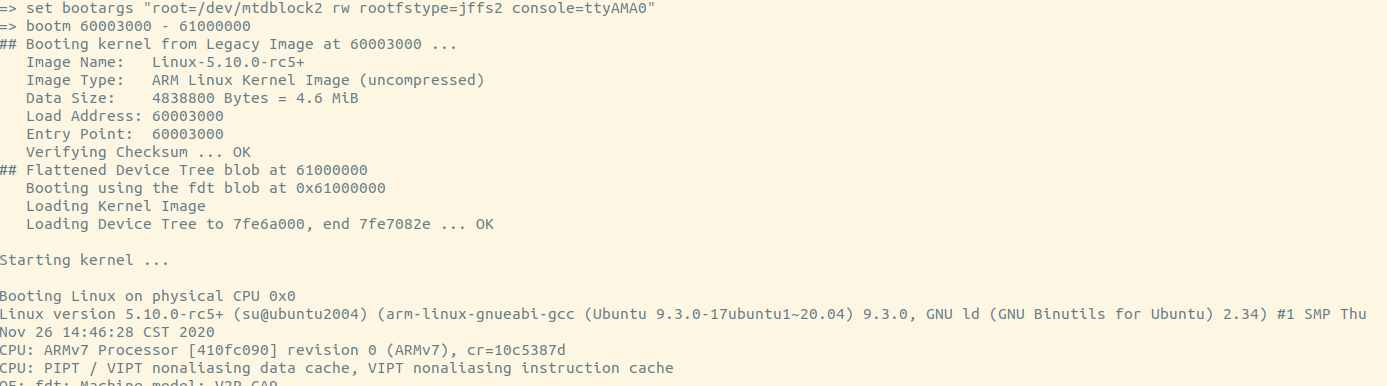 => set bootargs "root=/dev/mtdblock2 rw rootfstype=jffs2 console=ttyAMA0"
=> bootm 60003000 - 61000000
## Booting kernel from Legacy Image at 60003000 ...
   Image Name:   Linux-5.10.0-rc5+
   Image Type:   ARM Linux Kernel Image (uncompressed)
   Data Size:    4838800 Bytes = 4.6 MiB
   Load Address: 60003000
   Entry Point:  60003000
   Verifying Checksum ... OK
## Flattened Device Tree blob at 61000000
   Booting using the fdt blob at 0x61000000
   Loading Kernel Image
   Loading Device Tree to 7fe6a000, end 7fe7082e ... OK
Starting kernel ...
Booting Linux on physical CPU 0x0
Linux version 5.10.0-rc5+ (su@ubuntu2004) (arm-linux-gnueabi-gcc (Ubuntu 9.3.0-17ubuntu1~20.04) 9.3.0, GNU ld (GNU Binutils for Ubuntu) 2.34) #1 SMP Thu
Nov 26 14:46:28 CST 2020
CPU: ARMv7 Processor [410fc090] revision 0 (ARMv7), cr=10c5387d
CPU: PIPT / VIPT nonaliasing data cache, VIPT nonaliasing instruction cache
OF: fdt: Machine model: V2P-CA9